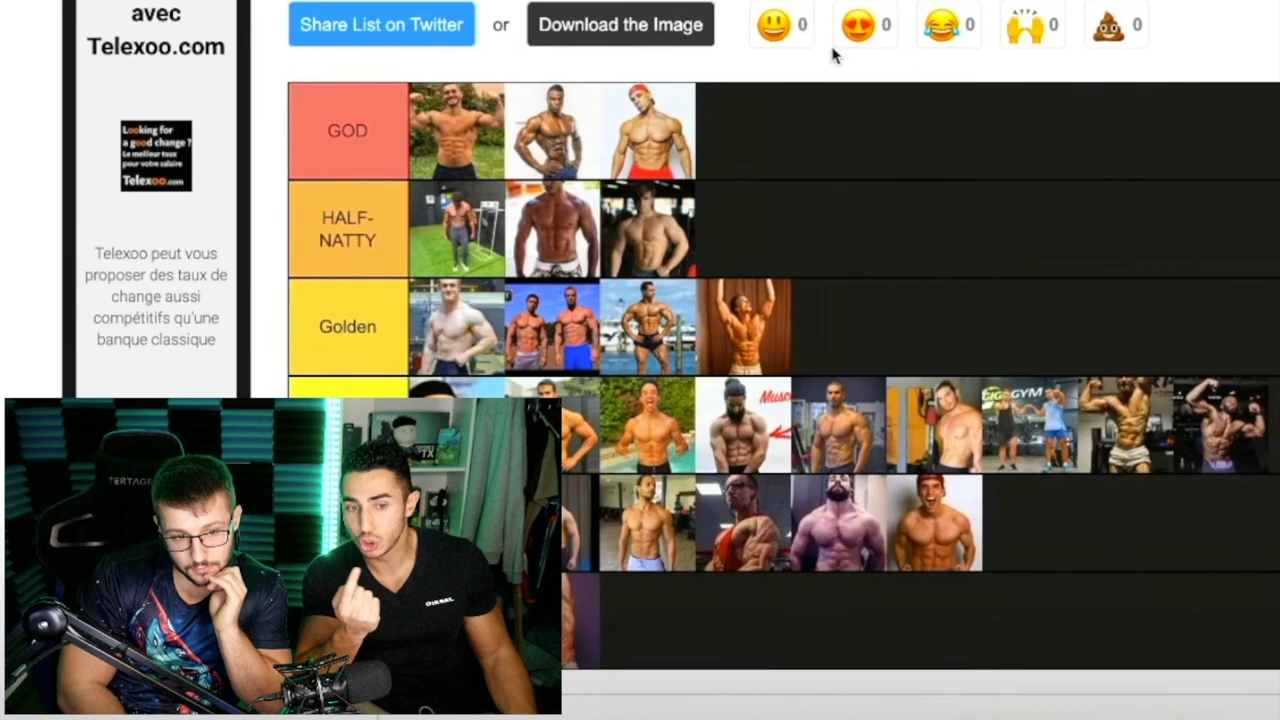 avec
Telexoo.com
Looking for
a good change ?
Le meilleur taux
pour votre salaire
Telexoo.com
Telexoo peut vous
proposer des taux de
change aussi
compétitifs qu'une
banque classique
Share List on Twitter
or
Download the Image
0
0
0
0
0
GOD
HALF-
NATTY
Golden
GYM
DIESEL